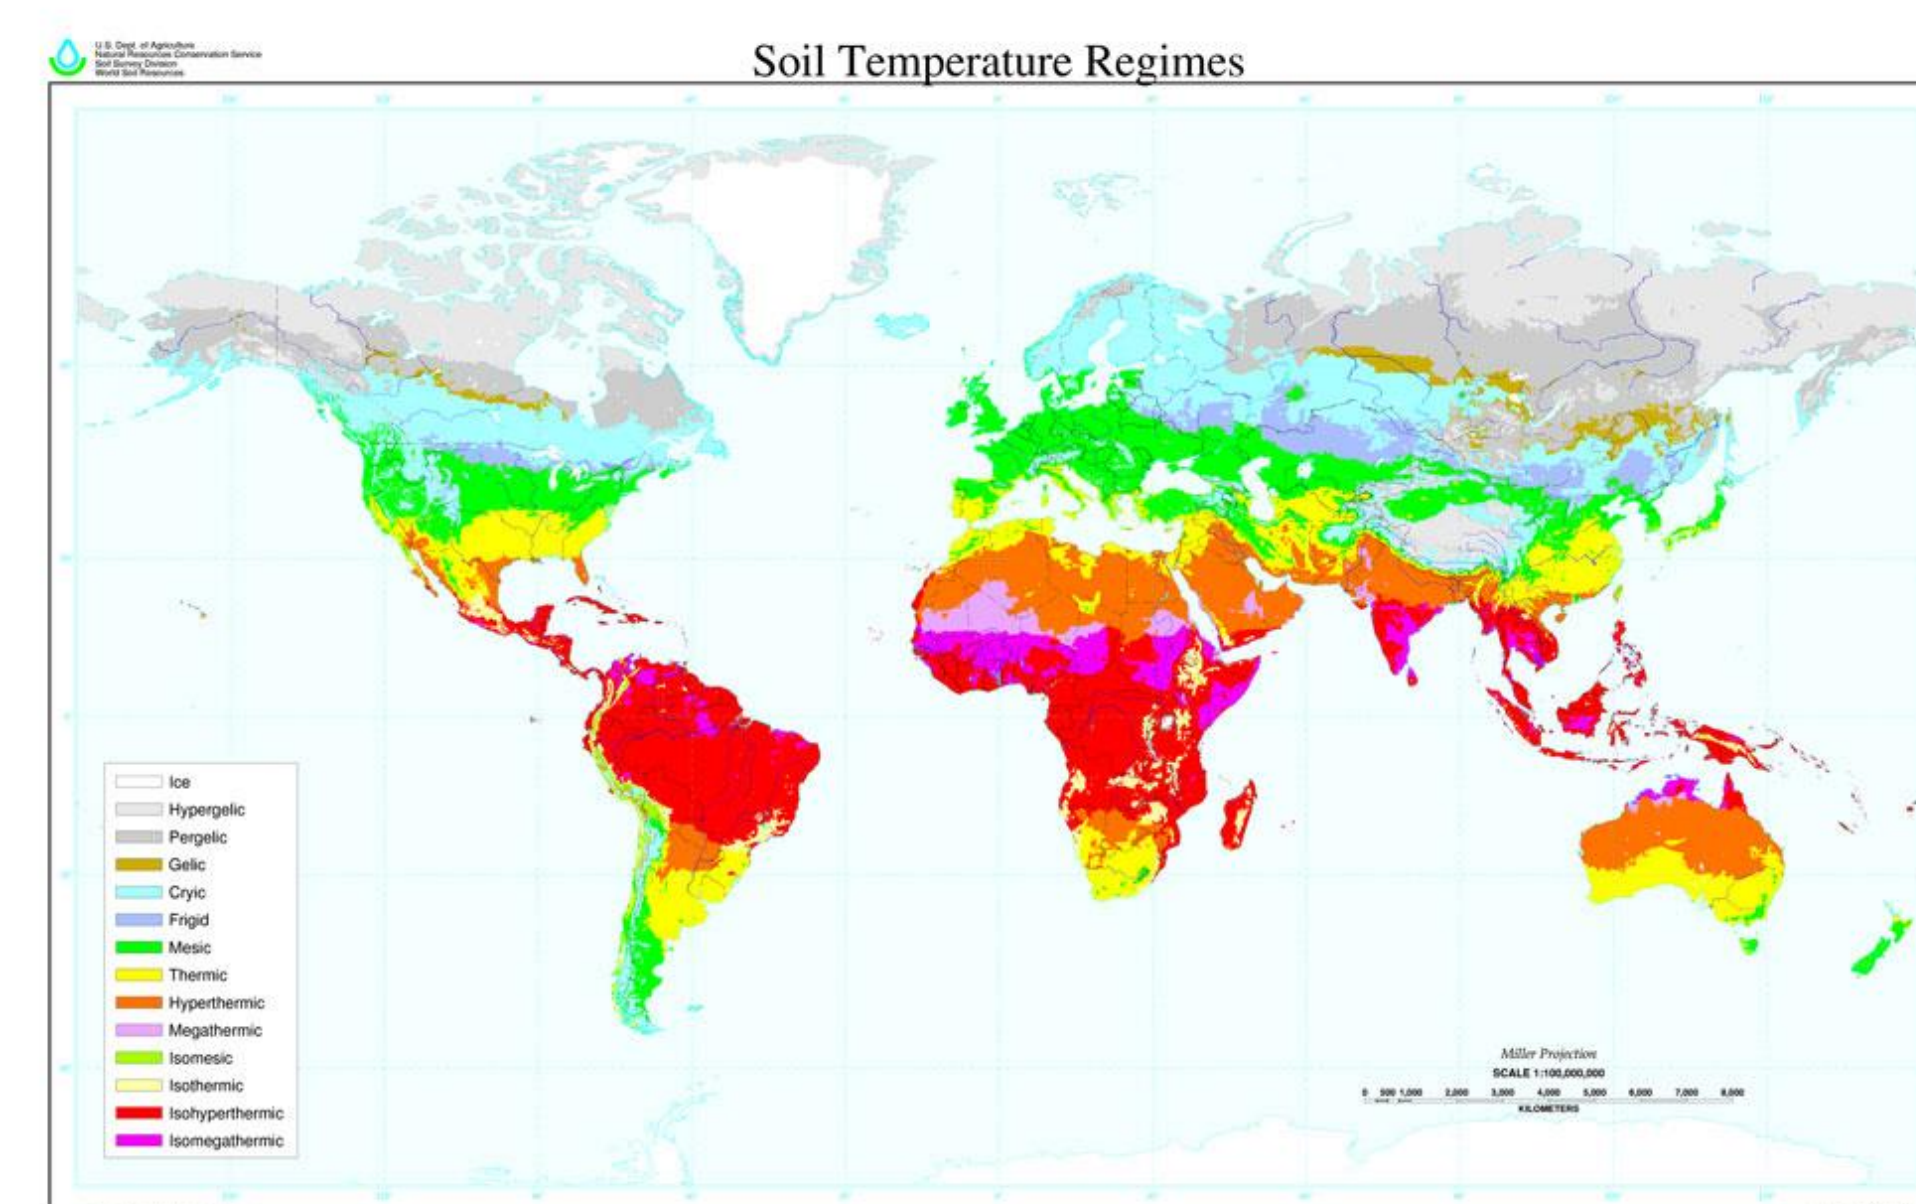 U.S. Dept. of Agriculture
Natural Resources Conservation Service
Soil Survey Division
World Soil Resources
Soil Temperature Regimes
Ice
Hypergelic
Pergelic
Gelic
Cryic
Frigid
Mesic
Thermic
Hyperthermic
Megathermic
Isomesic
Isothermic
Isohyperthermic
Isomegathermic
Miller Projection
SCALE 1:100,000,000
0 500 1,000 2,000 3,000 4,000 5,000 6,000 7,000 8,000
KILOMETERS